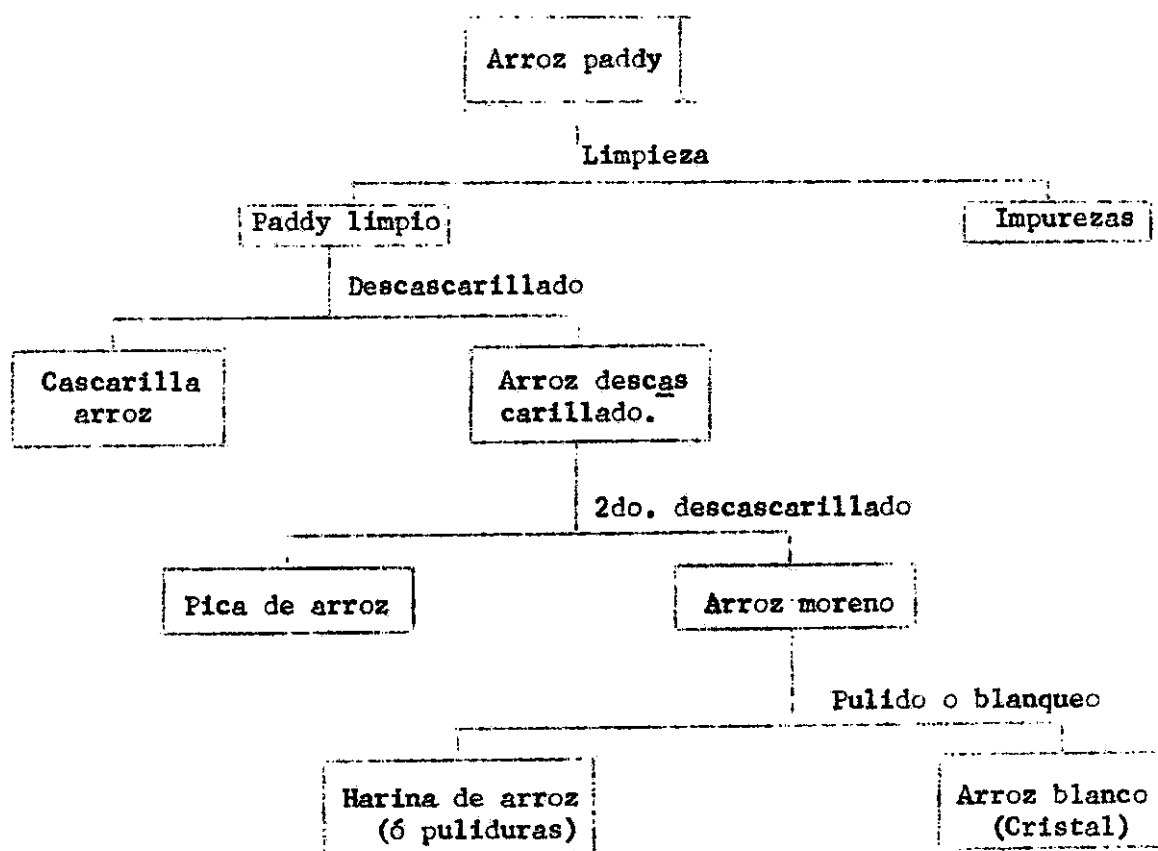 Arroz paddy
Limpieza
Paddy limpio
Impurezas
Descascarillado
Cascarilla
arroz
Arroz descas
carillado.
2do. descascarillado
Pica de arroz
Arroz moreno
Pulido o blanqueo
Harina de arroz
(ó puliduras)
Arroz blanco
(Cristal)